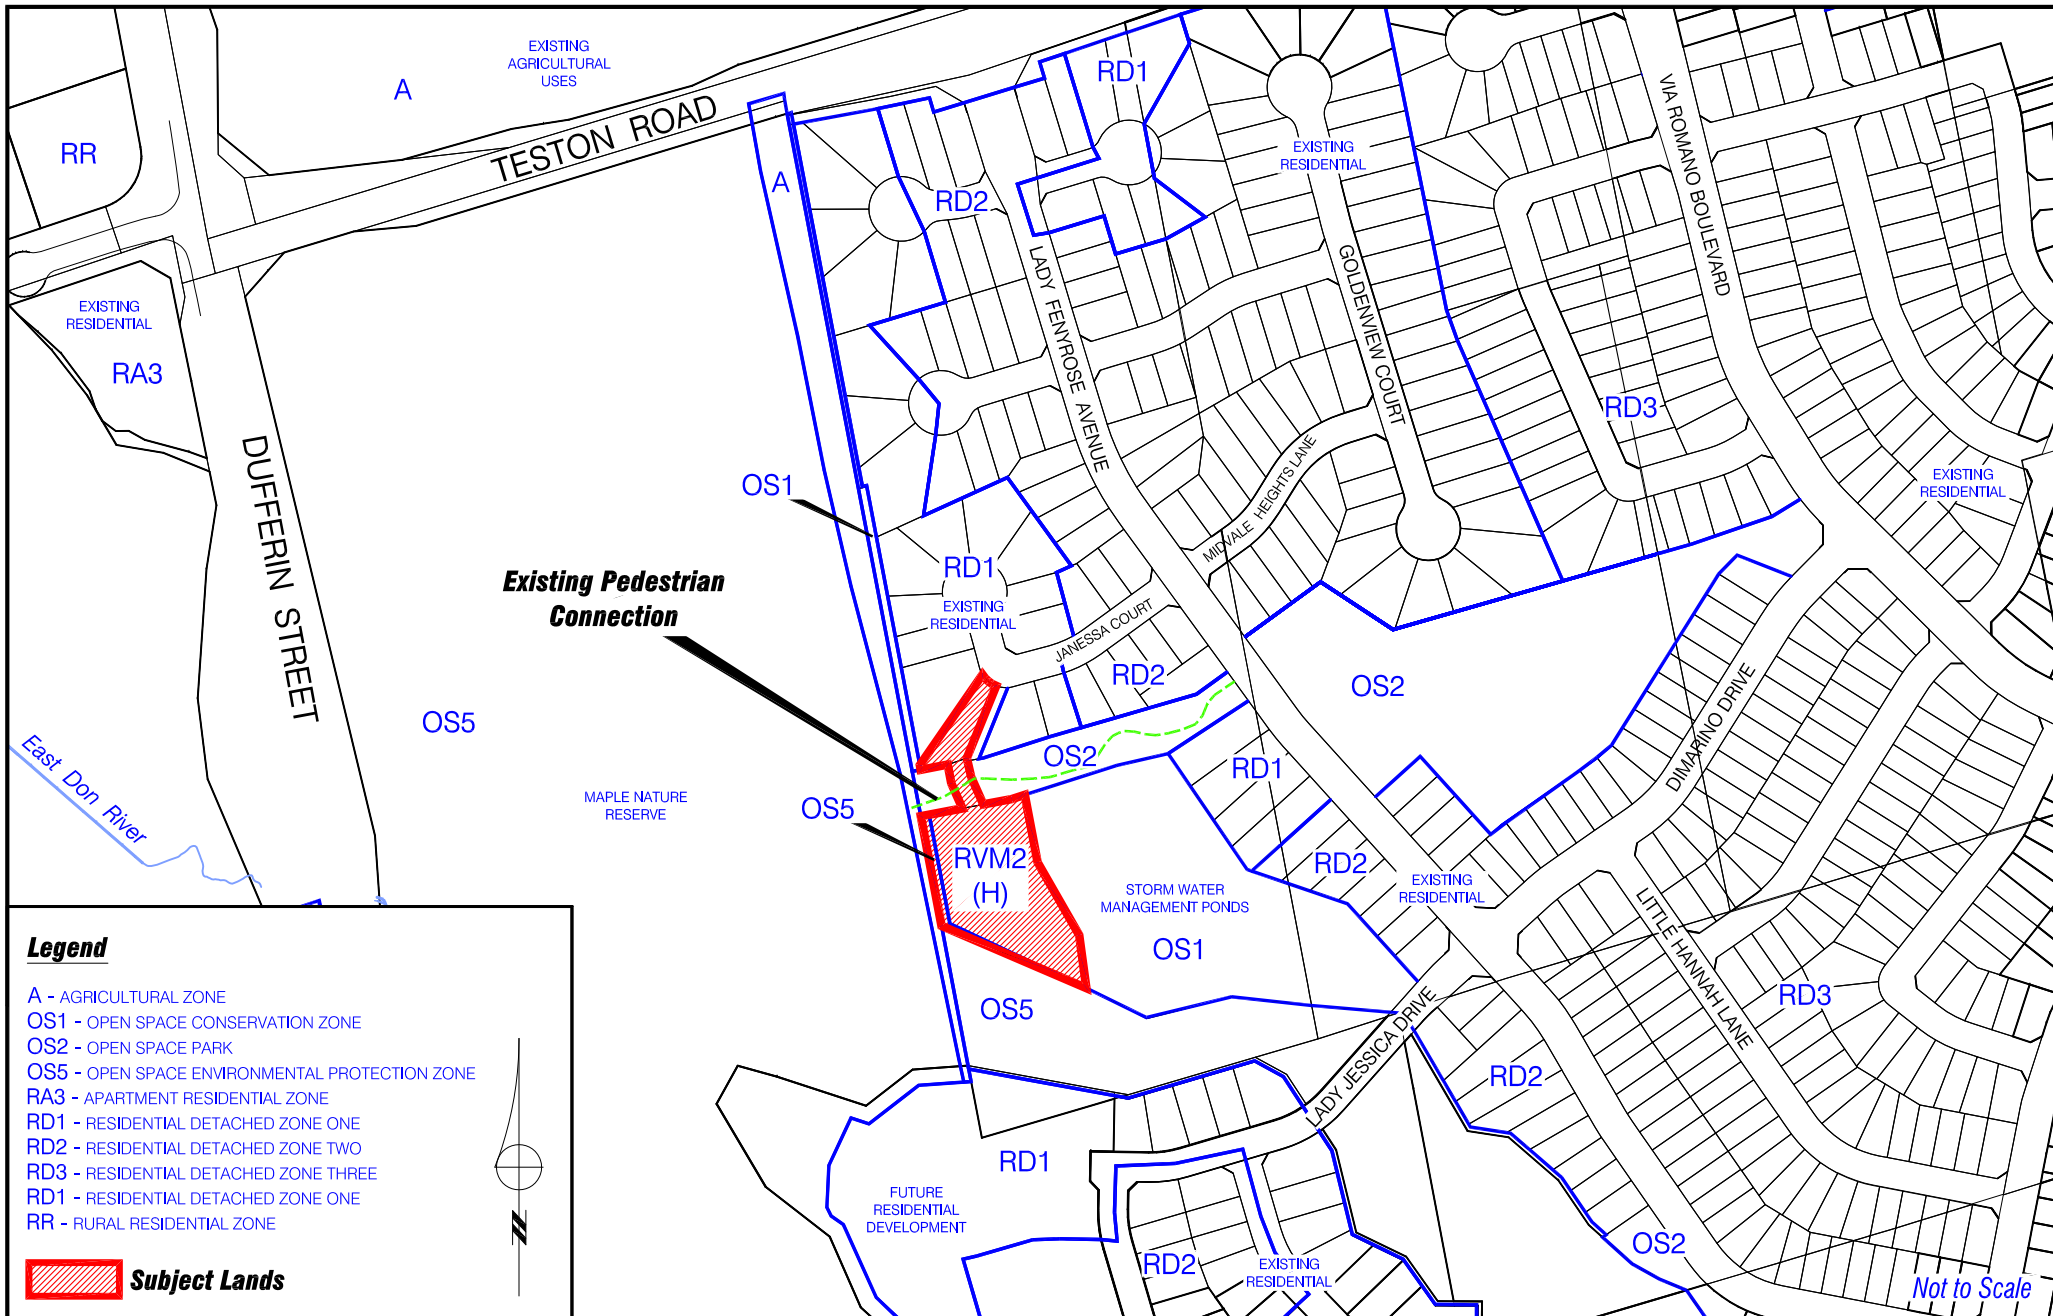 EXISTING
AGRICULTURAL
USES
A
RD1
RR
TESTON ROAD
A
RD2
EXISTING
RESIDENTIAL
VIA ROMANO BOULEVARD
LADY FENYROSE AVENUE
GOLDENVIEW COURT
EXISTING
RESIDENTIAL
RA3
RD3
DUFFERIN STREET
OS1
MIDVALE HEIGHTS LANE
EXISTING
RESIDENTIAL
Existing Pedestrian
Connection
RD1
EXISTING
RESIDENTIAL
JANESSA COURT
RD2
OS2
OS5
DIMARINO DRIVE
East Don River
OS2
RD1
MAPLE NATURE
RESERVE
OS5
RVM2
(H)
RD2
STORM WATER
MANAGEMENT PONDS
EXISTING
RESIDENTIAL
OS1
LITTLE HANNAH LANE
RD3
OS5
LADY JESSICA DRIVE
RD2
RD1
FUTURE
RESIDENTIAL
DEVELOPMENT
RD2
EXISTING
RESIDENTIAL
OS2
Not to Scale
Legend
A - AGRICULTURAL ZONE
OS1 - OPEN SPACE CONSERVATION ZONE
OS2 - OPEN SPACE PARK
OS5 - OPEN SPACE ENVIRONMENTAL PROTECTION ZONE
RA3 - APARTMENT RESIDENTIAL ZONE
RD1 - RESIDENTIAL DETACHED ZONE ONE
RD2 - RESIDENTIAL DETACHED ZONE TWO
RD3 - RESIDENTIAL DETACHED ZONE THREE
RD1 - RESIDENTIAL DETACHED ZONE ONE
RR - RURAL RESIDENTIAL ZONE
N
Subject Lands